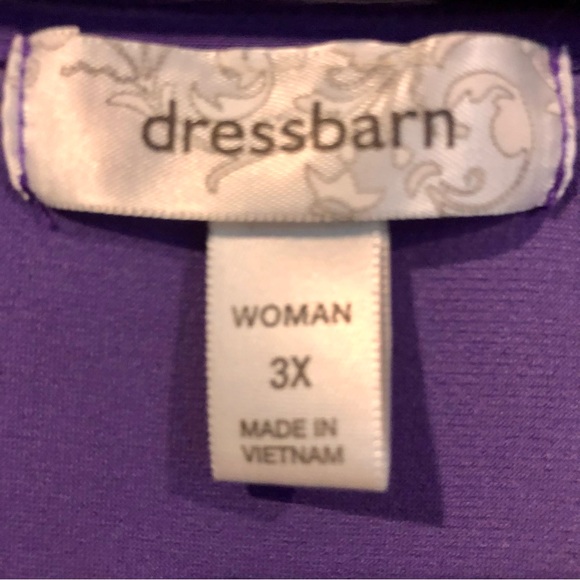 dressbarn
WOMAN
3X
MADE IN
VIETNAM